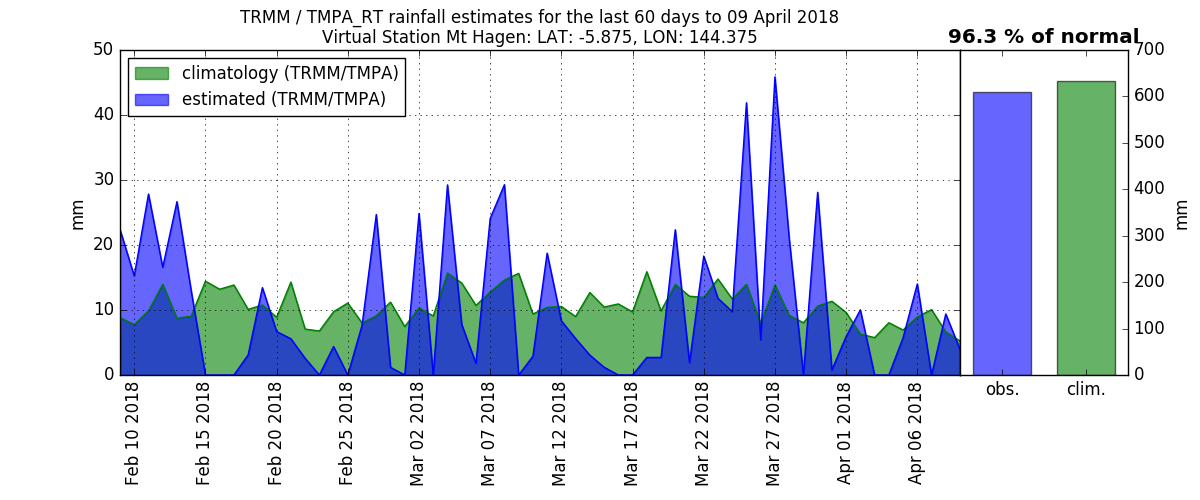 TRMM / TMPA_RT rainfall estimates for the last 60 days to 09 April 2018
Virtual Station Mt Hagen: LAT: -5.875, LON: 144.375
96.3 % of normal
climatology (TRMM/TMPA)
estimated (TRMM/TMPA)
50
40
30
20
10
0
mm
Feb 10 2018
Feb 15 2018
Feb 20 2018
Feb 25 2018
Mar 02 2018
Mar 07 2018
Mar 12 2018
Mar 17 2018
Mar 22 2018
Mar 27 2018
Apr 01 2018
Apr 06 2018
obs.
clim.
700
600
500
400
300
200
100
0
mm